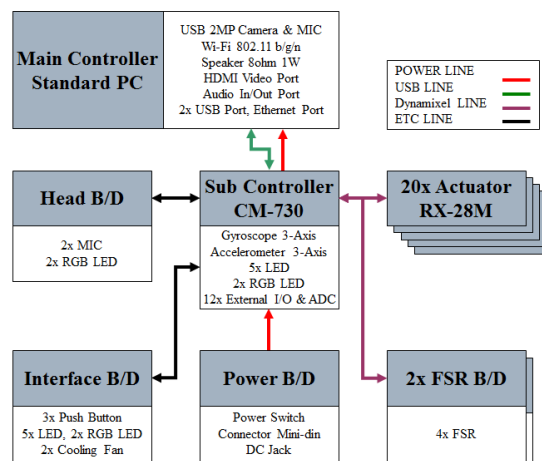 Main Controller
Standard PC
USB 2MP Camera & MIC
Wi-Fi 802.11 b/g/n
Speaker 8ohm 1W
HDMI Video Port
Audio In/Out Port
2x USB Port, Ethernet Port
POWER LINE
USB LINE
Dynamixel LINE
ETC LINE
Head B/D
2x MIC
2x RGB LED
Sub Controller
CM-730
Gyroscope 3-Axis
Accelerometer 3-Axis
5x LED
2x RGB LED
12x External I/O & ADC
20x Actuator
RX-28M
Interface B/D
3x Push Button
5x LED, 2x RGB LED
2x Cooling Fan
Power B/D
Power Switch
Connector Mini-din
DC Jack
2x FSR B/D
4x FSR